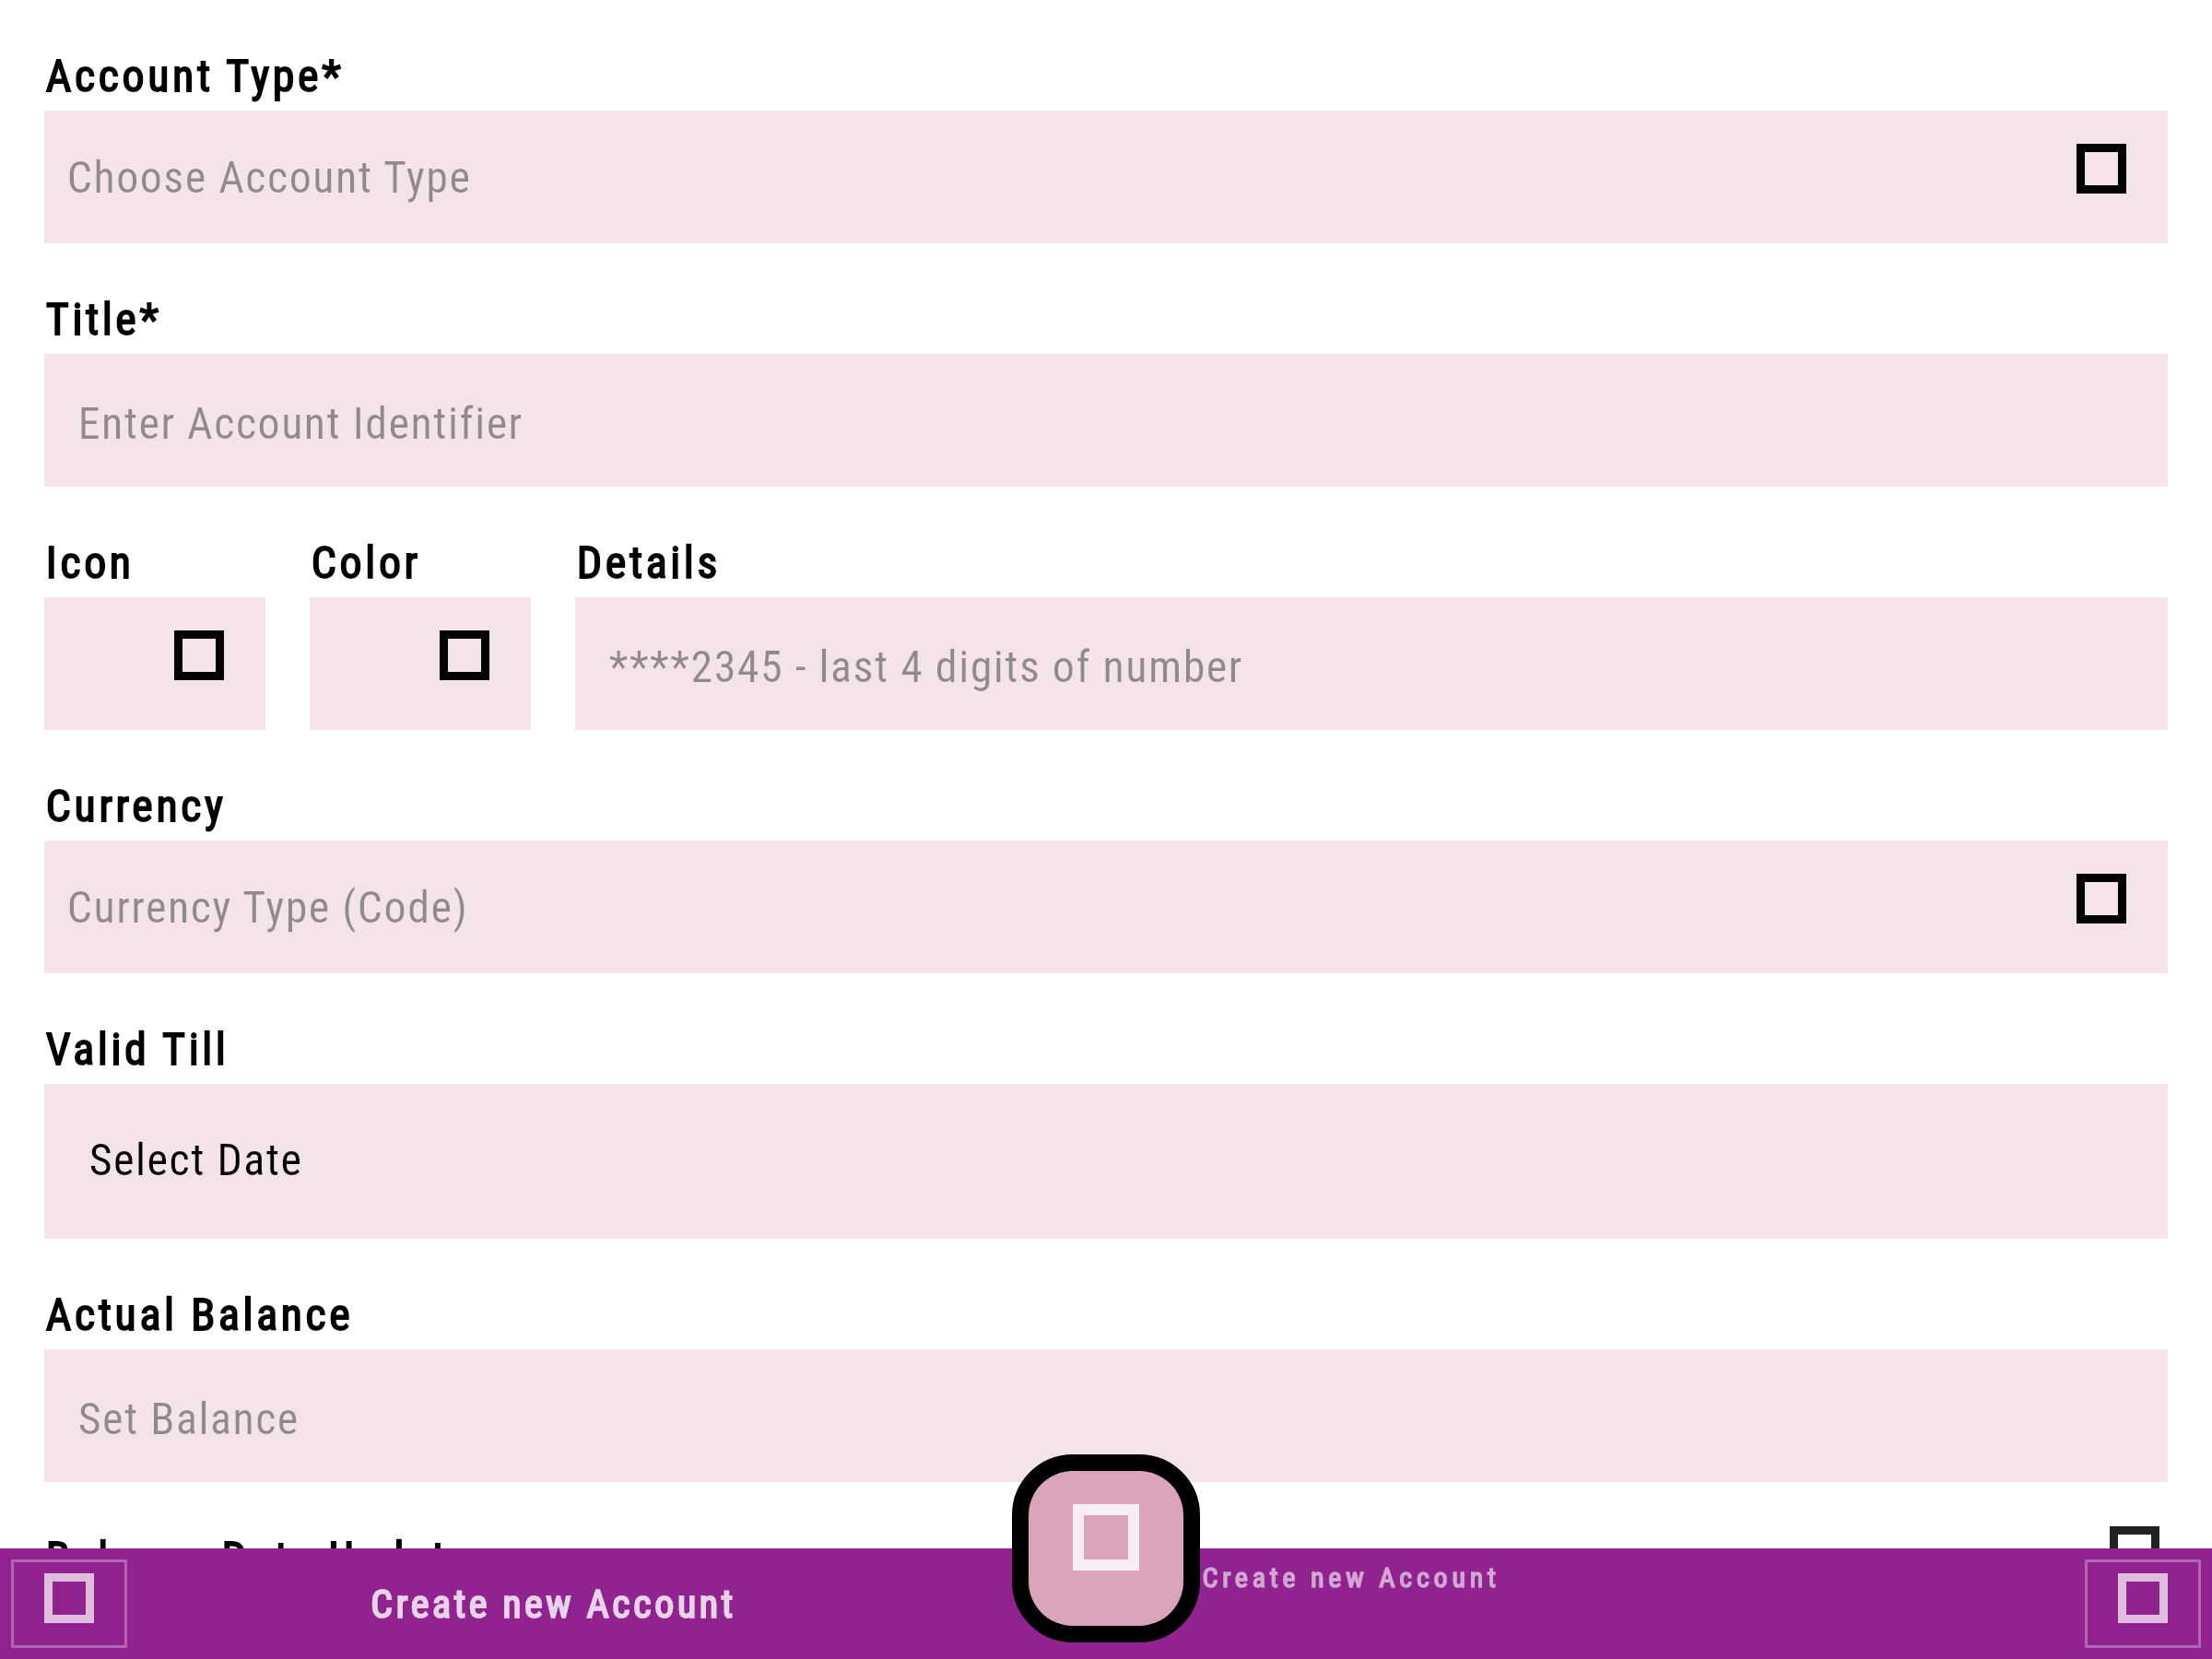 Account Type*
Choose Account Type
Title*
Enter Account Identifier
Icon Color Details
****2345 - last 4 digits of number
Currency
Currency Type (Code)
Valid Till
Select Date
Actual Balance
Set Balance
Create new Account
Create new Account